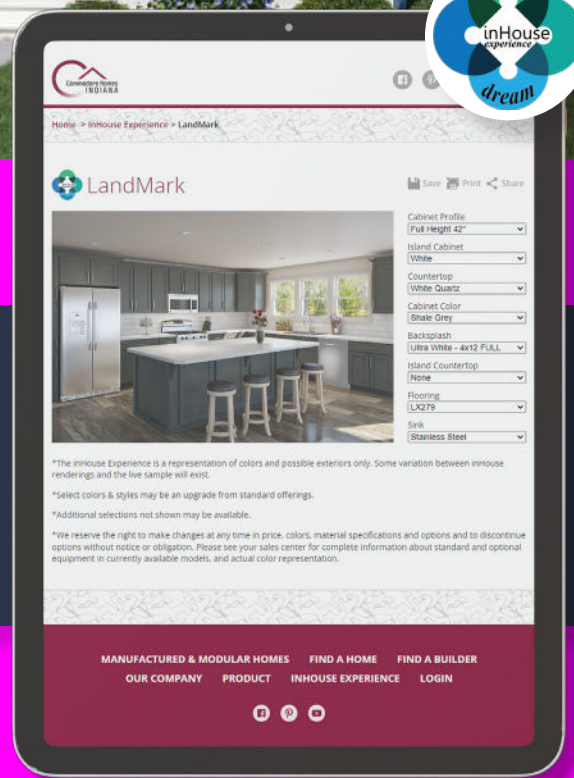 inHouse
experience
dream
Commodore Homes
INDIANA
Home > InHouse Experience > LandMark
LandMark
Save Print Share
Cabinet Profile
Full Height 42"
Island Cabinet
White
Countertop
White Quartz
Cabinet Color
Shale Grey
Backsplash
Ultra White - 4x12 FULL
Island Countertop
None
Flooring
LX279
Sink
Stainless Steel
*The inHouse Experience is a representation of colors and possible exteriors only. Some variation between inHouse
renderings and the live sample will exist.
*Select colors & styles may be an upgrade from standard offerings.
*Additional selections not shown may be available.
*We reserve the right to make changes at any time in price, colors, material specifications and options and to discontinue
options without notice or obligation. Please see your sales center for complete information about standard and optional
equipment in currently available models, and actual color representation.
MANUFACTURED & MODULAR HOMES FIND A HOME FIND A BUILDER
OUR COMPANY PRODUCT INHOUSE EXPERIENCE LOGIN